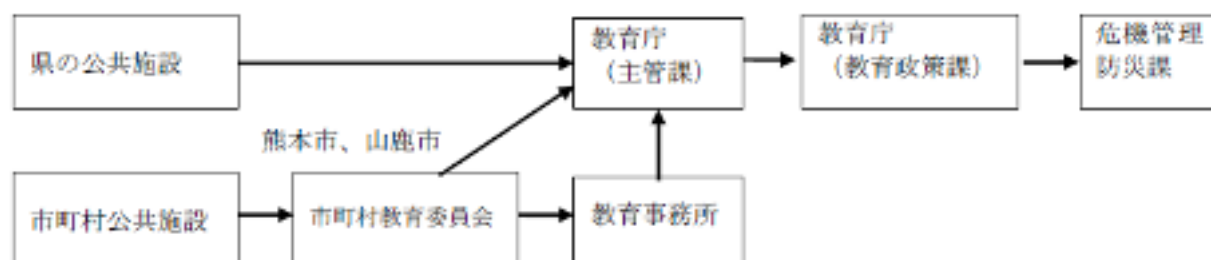 県の公共施設
教育庁
（主管課）
教育庁
（教育政策課）
危機管理
防災課
熊本市、山鹿市
市町村公共施設
市町村教育委員会
教育事務所